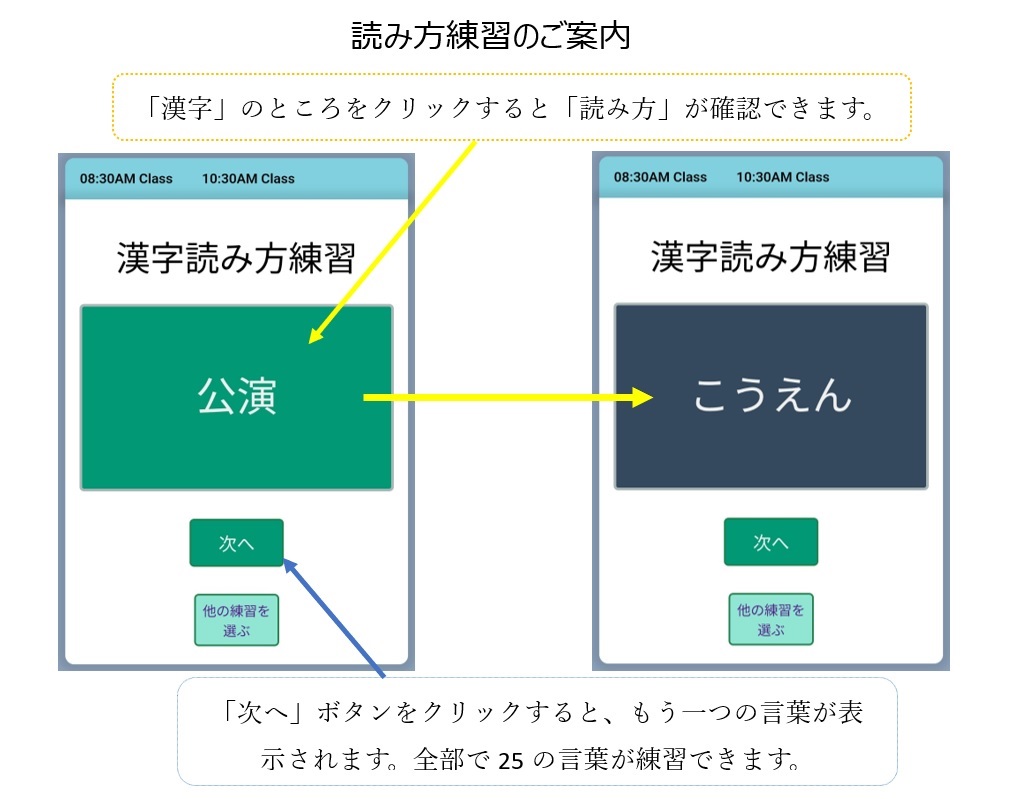 読み方練習のご案内
「漢字」のところをクリックすると「読み方」が確認できます。
08:30AM Class 10:30AM Class
漢字読み方練習
公演
次へ
他の練習を
選ぶ
08:30AM Class 10:30AM Class
漢字読み方練習
こうえん
次へ
他の練習を
選ぶ
「次へ」ボタンをクリックすると、もう一つの言葉が表
示されます。全部で 25 の言葉が練習できます。